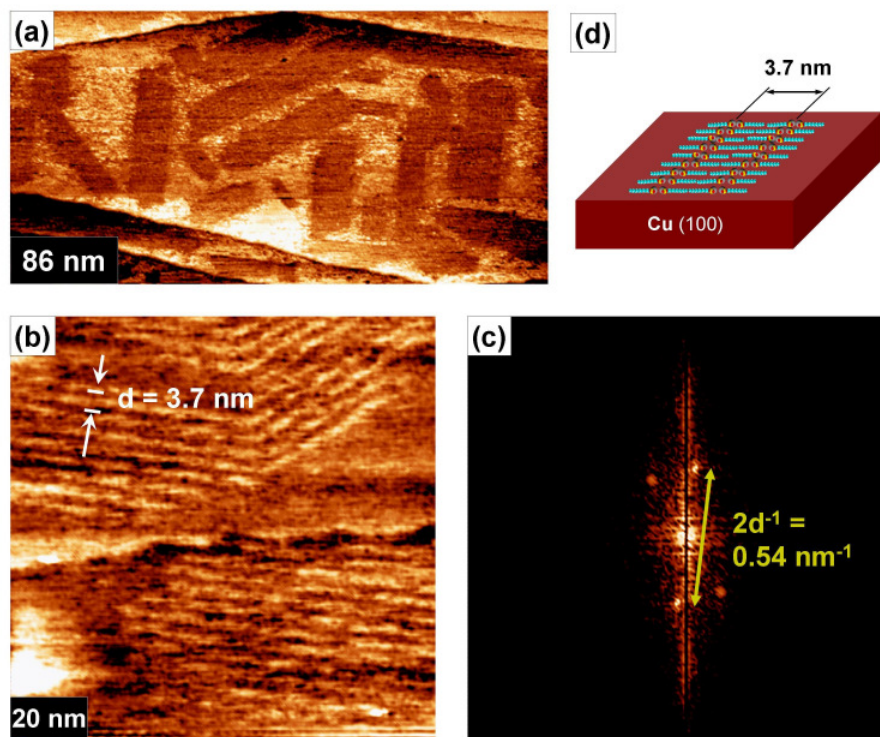 (a)
86 nm
(d)
3.7 nm
Cu (100)
(b)
d = 3.7 nm
20 nm
(c)
2d⁻¹ =
0.54 nm⁻¹